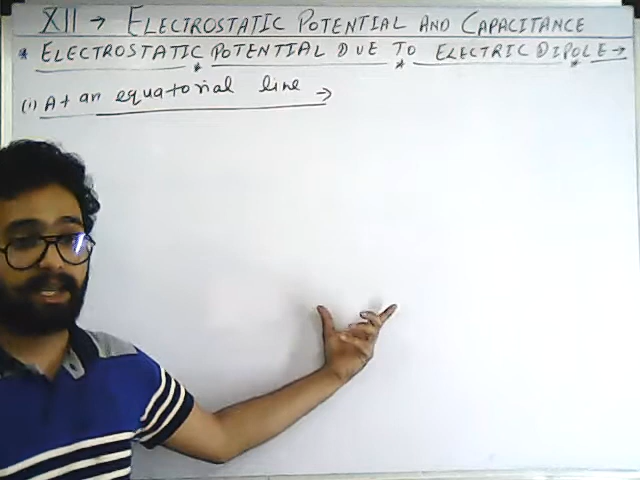 XII → ELECTROSTATIC POTENTIAL AND CAPACITANCE
* ELECTROSTATIC POTENTIAL DUE TO ELECTRIC DIPOLE →
(i) At an equatorial line →